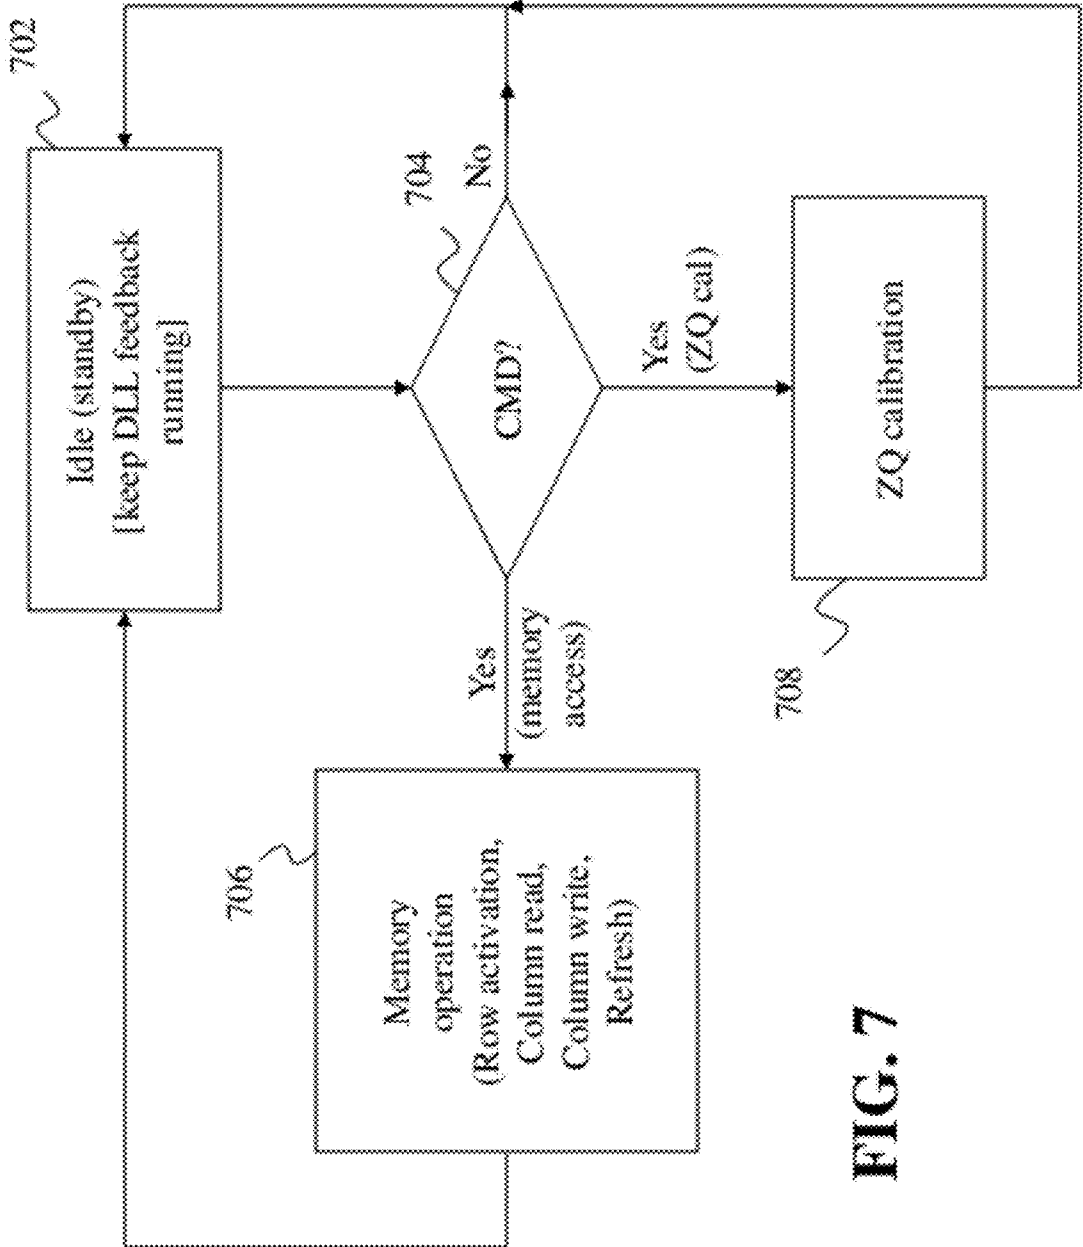 702
Idle (standby)
[keep DLL feedback
running]
704
CMD?
No
Yes
(memory
access)
Yes
(ZQ cal)
706
Memory
operation
(Row activation,
Column read,
Column write,
Refresh)
708
ZQ calibration
FIG. 7